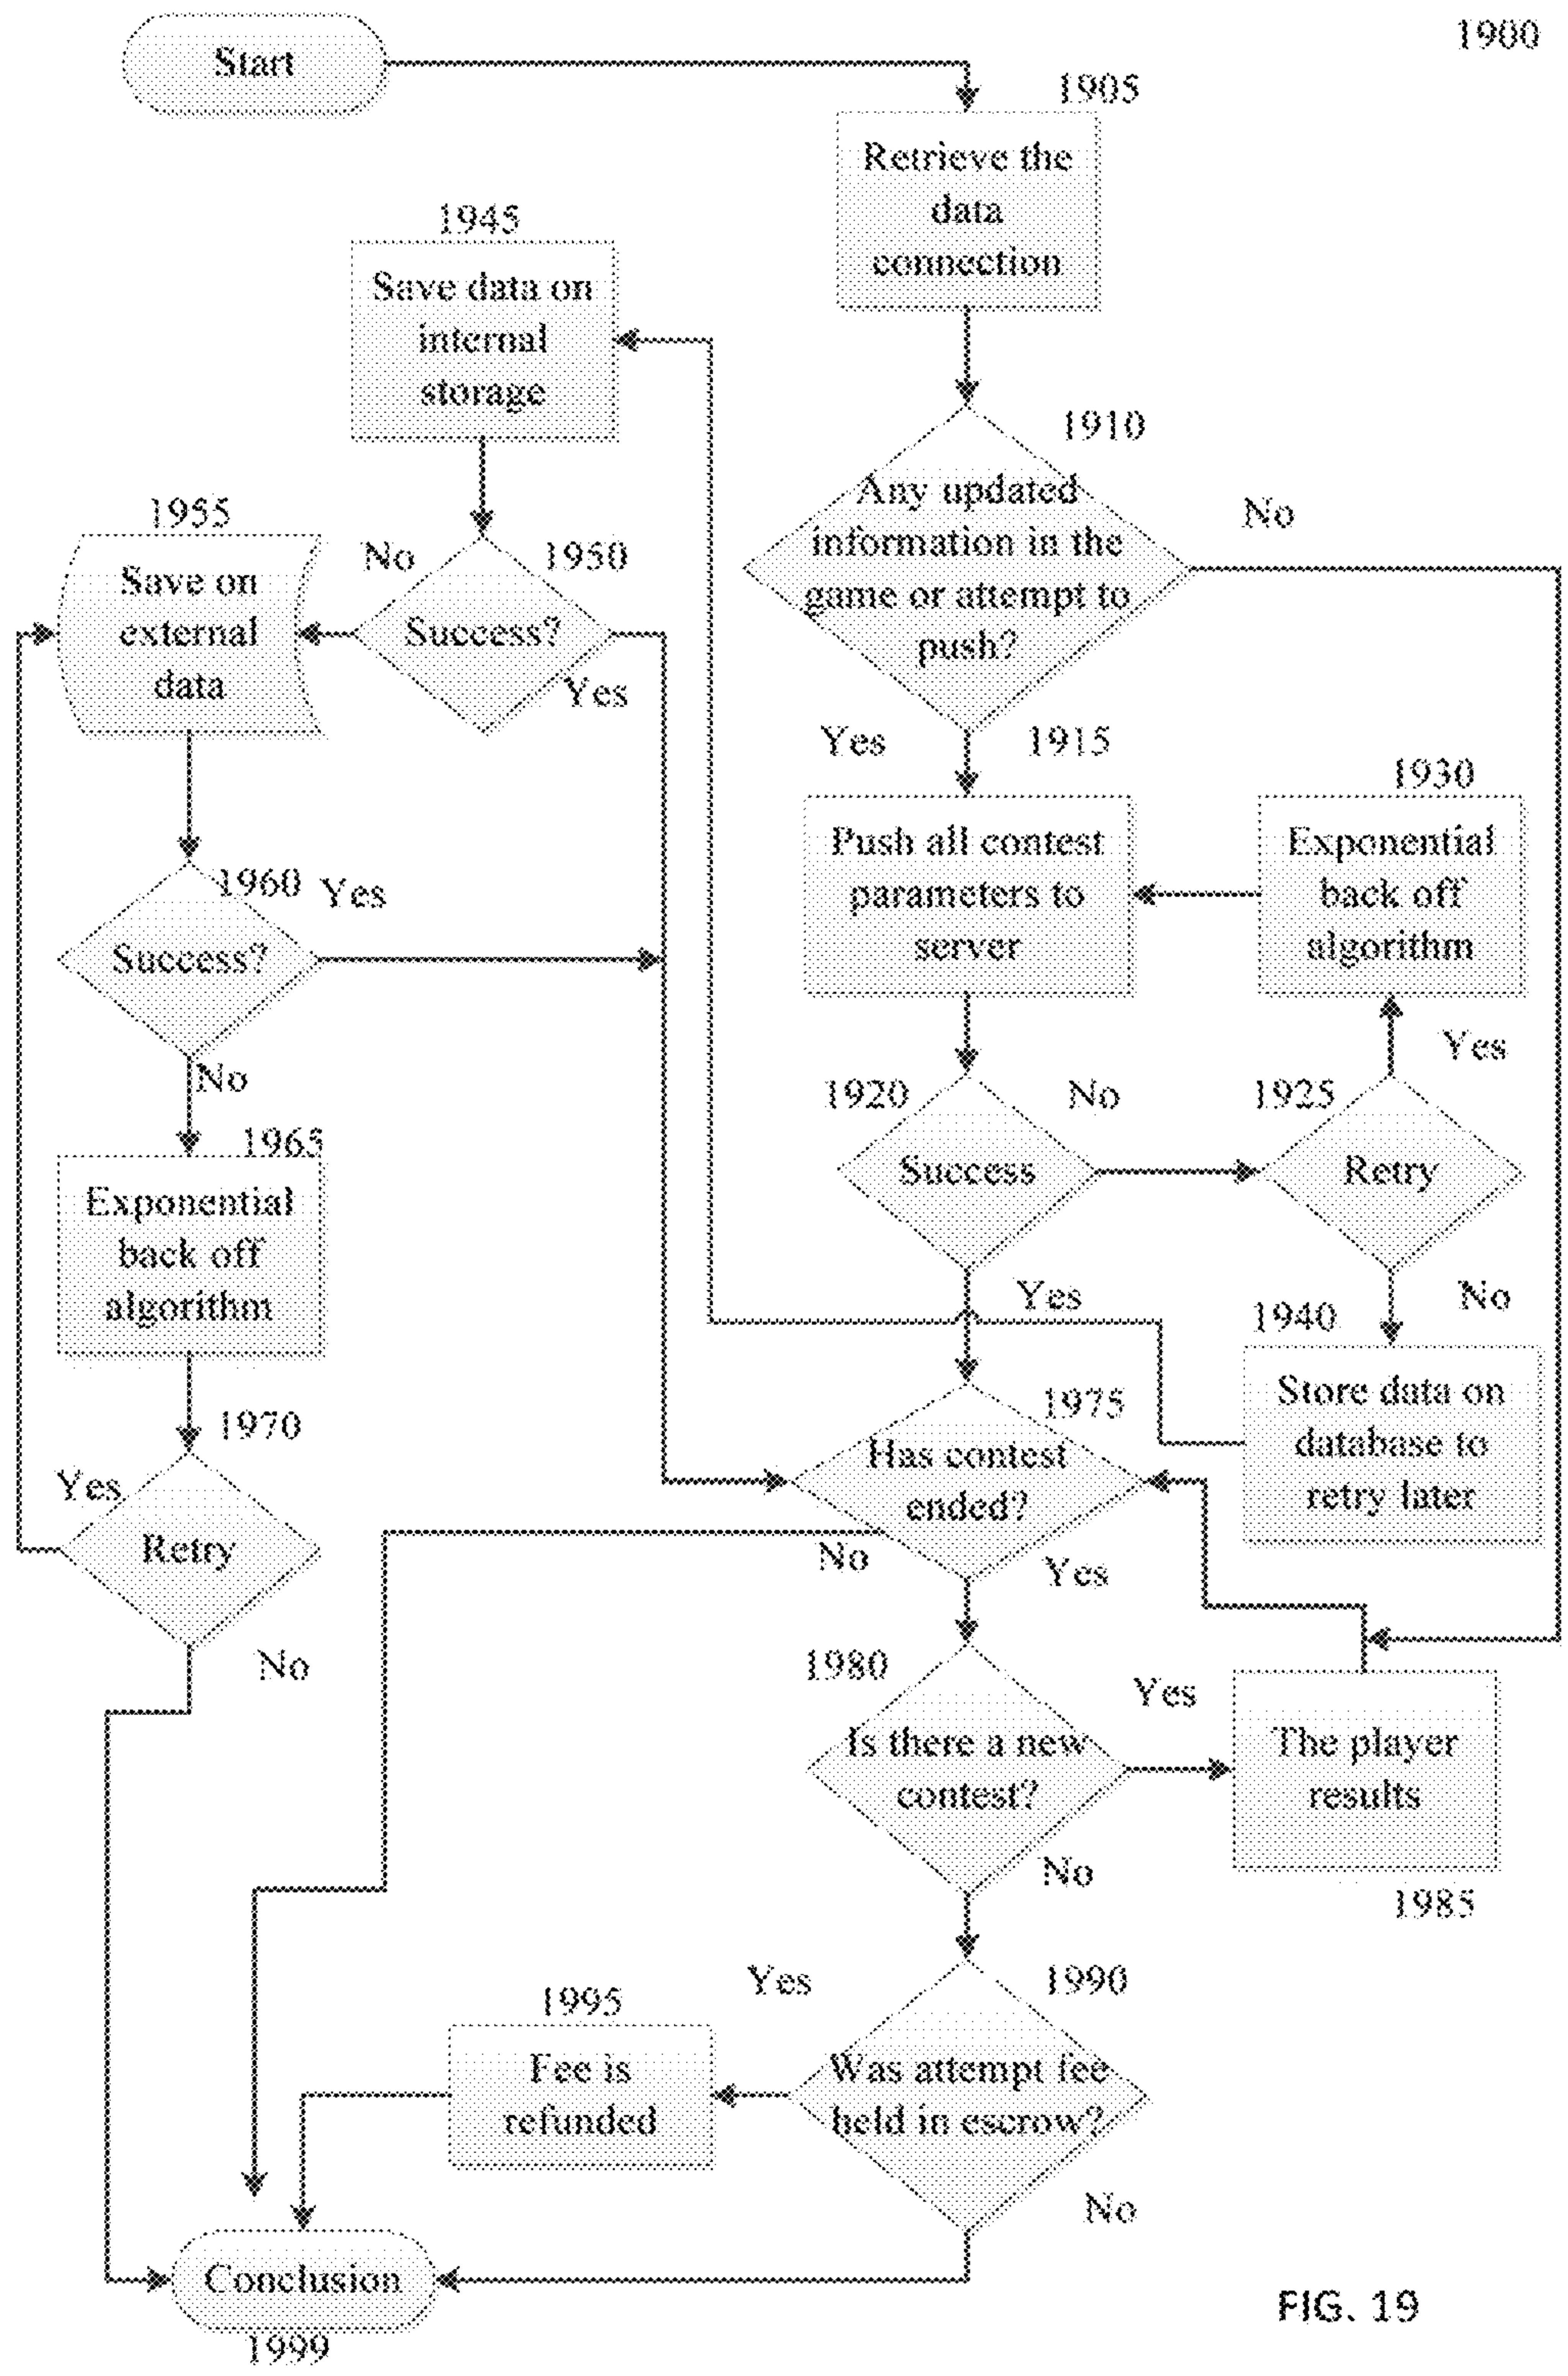 1900
Start
1905
Retrieve the
data
connection
1945
Save data on
internal
storage
1910
Any updated
information in the
game or attempt to
push?
No
1955
Save on
external
data
No
1950
Success?
Yes
Yes
1915
1930
Push all contest
parameters to
server
Exponential
back off
algorithm
1960
Yes
Success?
No
Yes
1920
No
1925
Success
Retry
1965
Exponential
back off
algorithm
Yes
No
1940
Store data on
database to
retry later
1975
Has contest
ended?
No
Yes
1970
Yes
Retry
No
1980
Yes
Is there a new
contest?
The player
results
No
1985
Yes
1990
1995
Fee is
refunded
Was attempt fee
held in escrow?
No
Conclusion
1999
FIG. 19